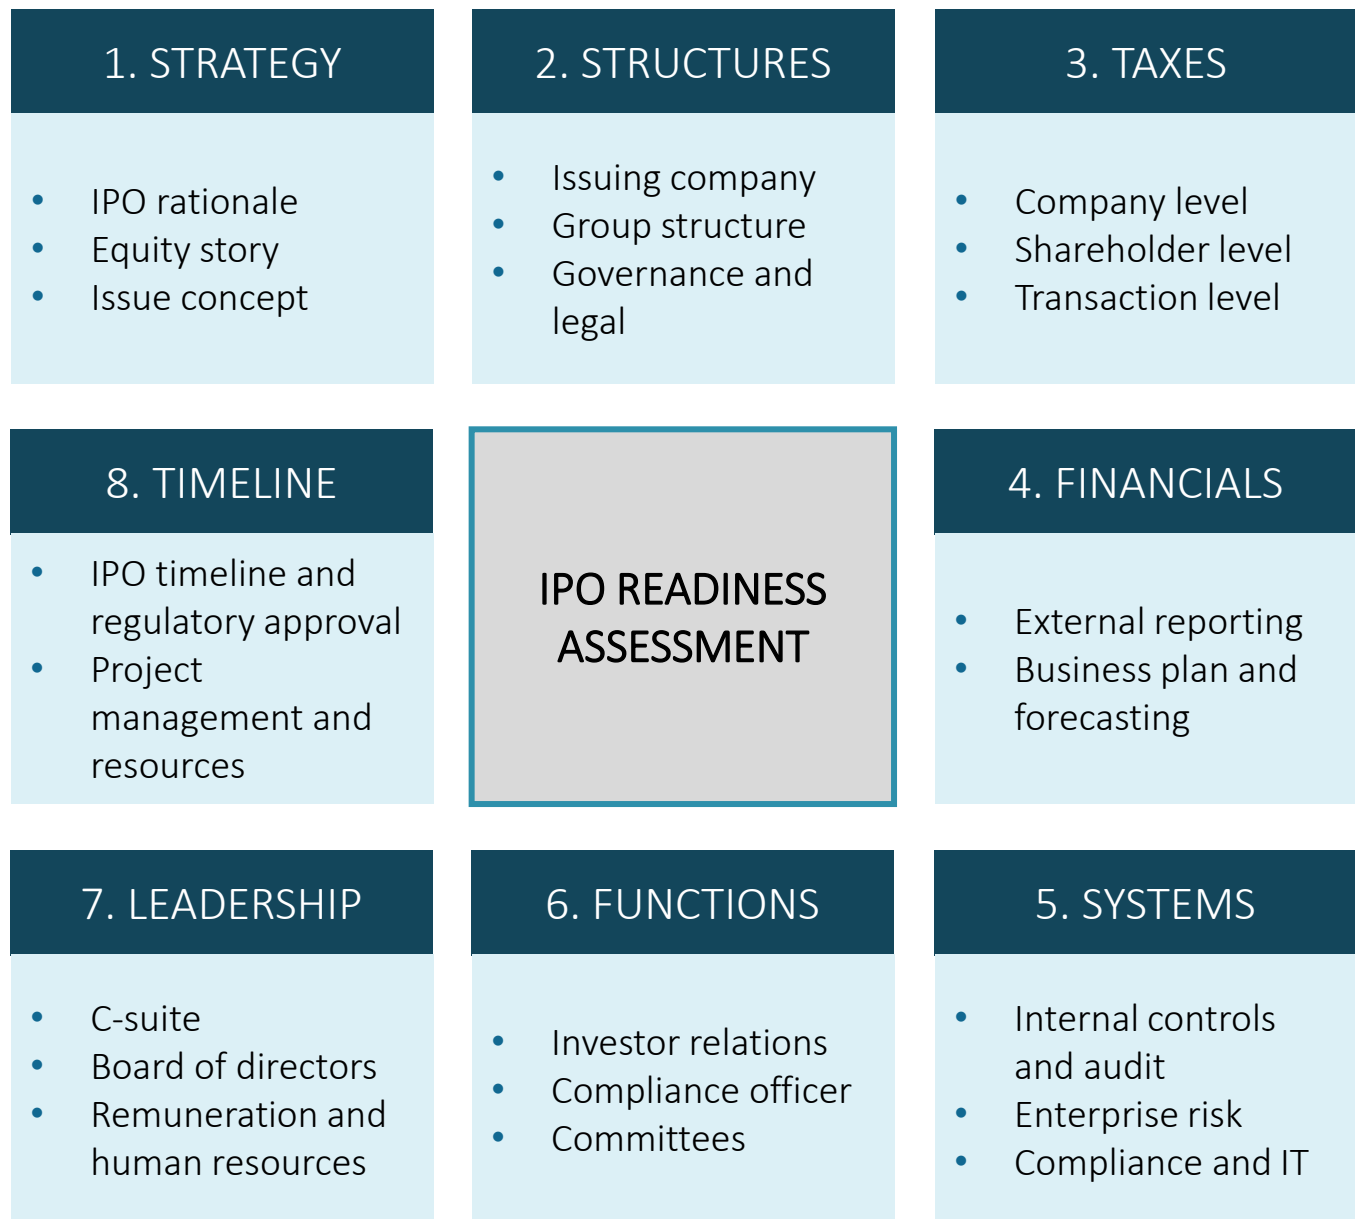 1. STRATEGY
• IPO rationale
• Equity story
• Issue concept
2. STRUCTURES
• Issuing company
• Group structure
• Governance and
legal
3. TAXES
• Company level
• Shareholder level
• Transaction level
8. TIMELINE
• IPO timeline and
regulatory approval
• Project
management and
resources
IPO READINESS
ASSESSMENT
4. FINANCIALS
• External reporting
• Business plan and
forecasting
7. LEADERSHIP
• C-suite
• Board of directors
• Remuneration and
human resources
6. FUNCTIONS
• Investor relations
• Compliance officer
• Committees
5. SYSTEMS
• Internal controls
and audit
• Enterprise risk
• Compliance and IT